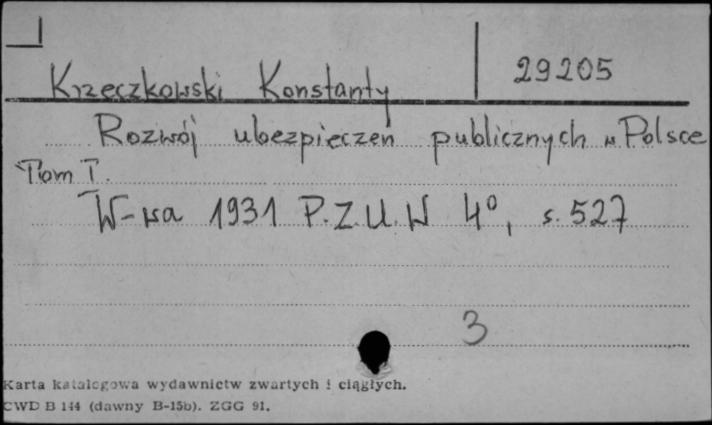 29205
Krzeczkowski Konstanty
Rozwój ubezpieczeń publicznych w Polsce
Tom I.
W-wa 1931 P.Z.U.W 4°, s. 527
3
Karta katalogowa wydawnictw zwartych i ciągłych.
CWD B 144 (dawny B-15b). ZGG 91.